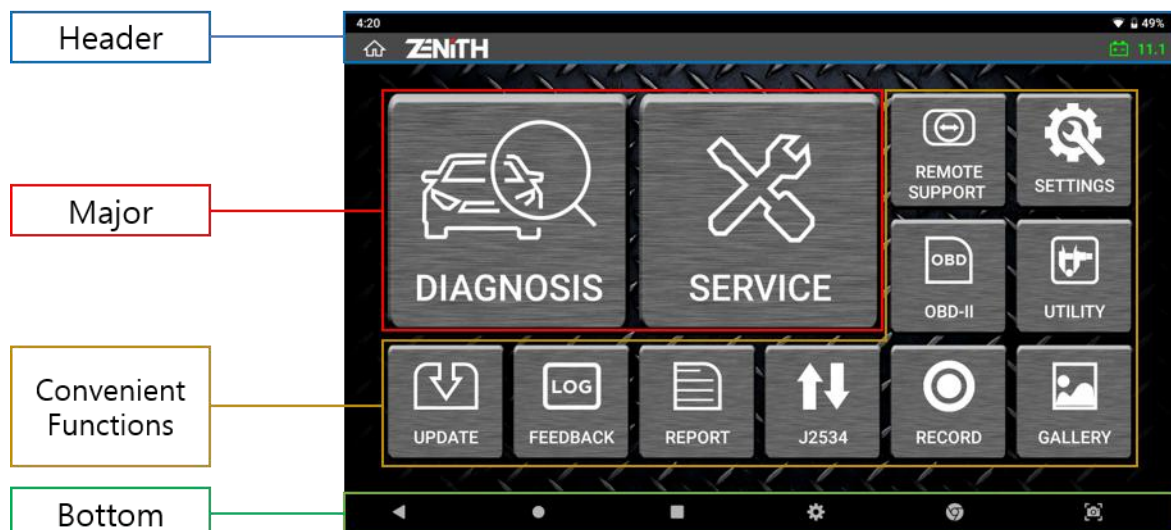 Header
4:20
49%
ZENITH
11.1
Major
DIAGNOSIS
SERVICE
REMOTE
SUPPORT
SETTINGS
OBD
OBD-II
UTILITY
Convenient
Functions
UPDATE
LOG
FEEDBACK
REPORT
J2534
RECORD
GALLERY
Bottom